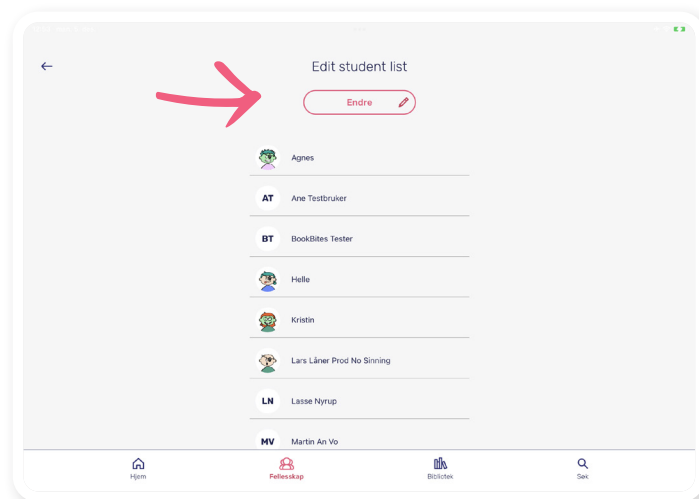 Edit student list
Endre
Agnes
AT Ane Testbruker
BT BookBites Tester
Helle
Kristin
Lars Låner Prod No Sinning
LN Lasse Nyrup
MV Martin An Vo
Hjem Fellesskap Bibliotek Søk